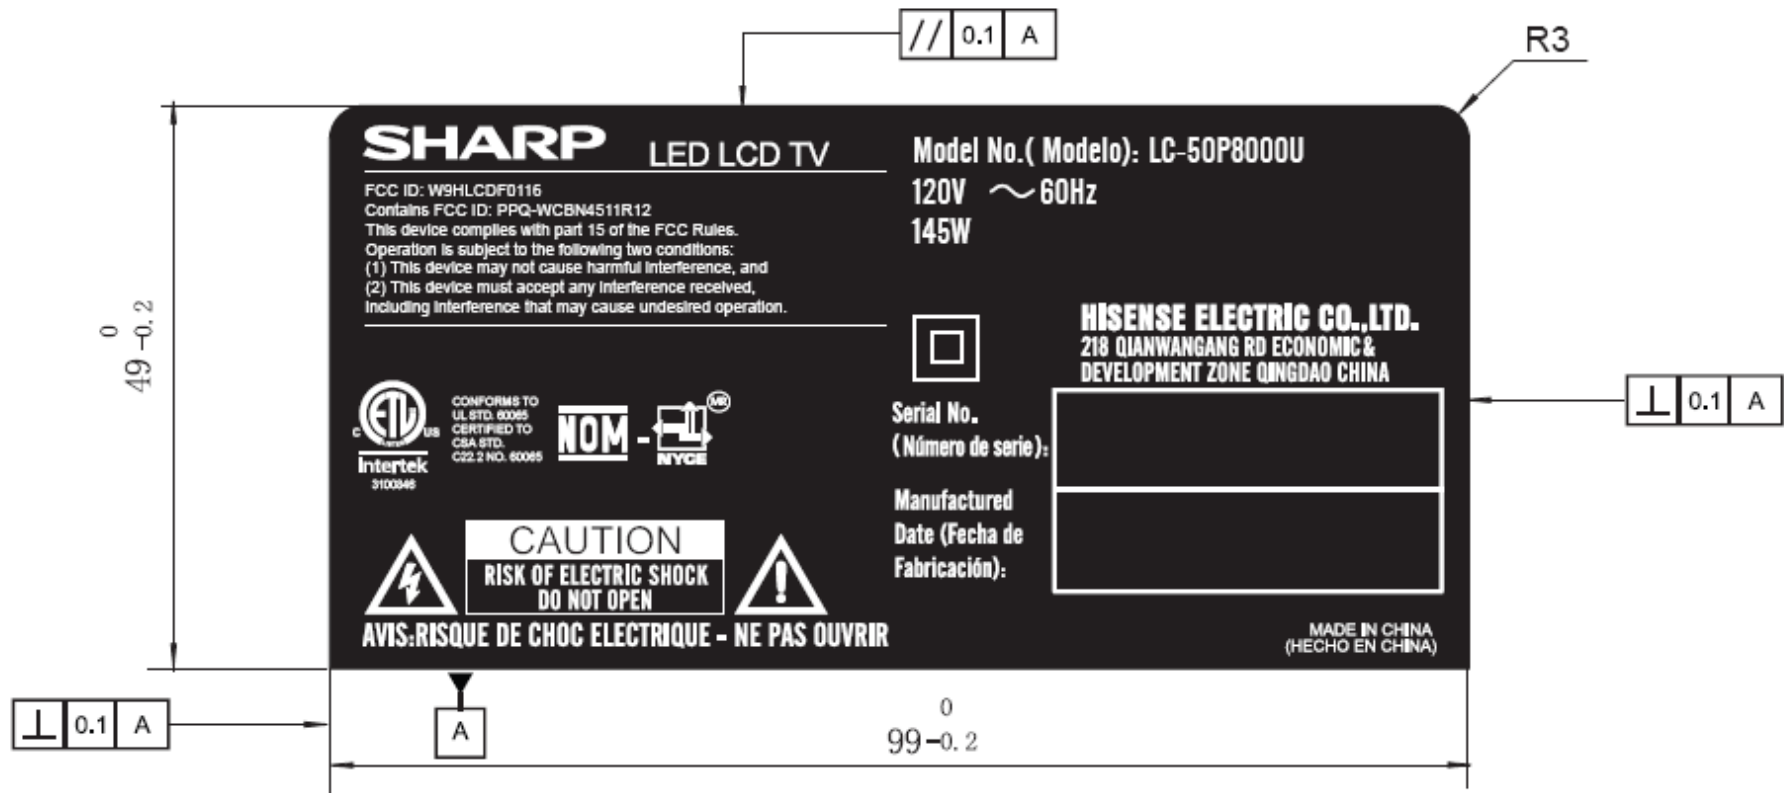 // 0.1 A
R3
SHARP LED LCD TV
FCC ID: W9HLCDF0116
Contains FCC ID: PPQ-WCBN4511R12
This device complies with part 15 of the FCC Rules.
Operation is subject to the following two conditions:
(1) This device may not cause harmful interference, and
(2) This device must accept any interference received,
including interference that may cause undesired operation.
Model No.( Modelo): LC-50P8000U
120V ～ 60Hz
145W
HISENSE ELECTRIC CO.,LTD.
218 QIANWANGANG RD ECONOMIC &
DEVELOPMENT ZONE QINGDAO CHINA
Serial No.
(Número de serie):
Manufactured
Date (Fecha de
Fabricación):
C ETL US
LISTED
Intertek
3100346
CONFORMS TO
UL STD. 60065
CERTIFIED TO
CSA STD.
C22.2 NO. 60065
NOM - NYCE
MR
CAUTION
RISK OF ELECTRIC SHOCK
DO NOT OPEN
AVIS:RISQUE DE CHOC ELECTRIQUE - NE PAS OUVRIR
MADE IN CHINA
(HECHO EN CHINA)
0
49-0.2
⊥ 0.1 A
⊥ 0.1 A
A
0
99-0.2